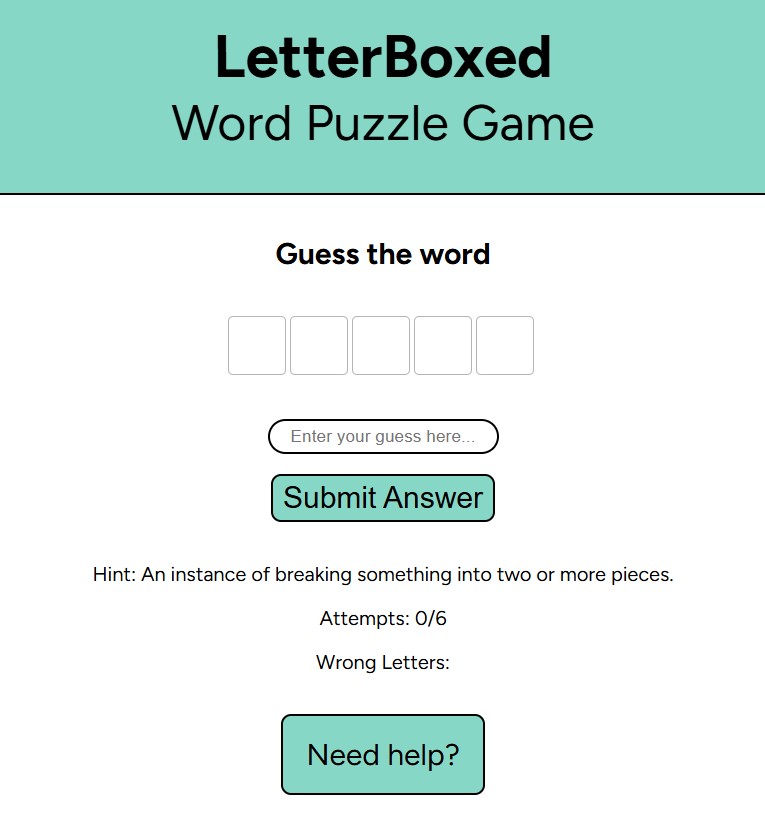 LetterBoxed
Word Puzzle Game
Guess the word
Enter your guess here...
Submit Answer
Hint: An instance of breaking something into two or more pieces.
Attempts: 0/6
Wrong Letters:
Need help?